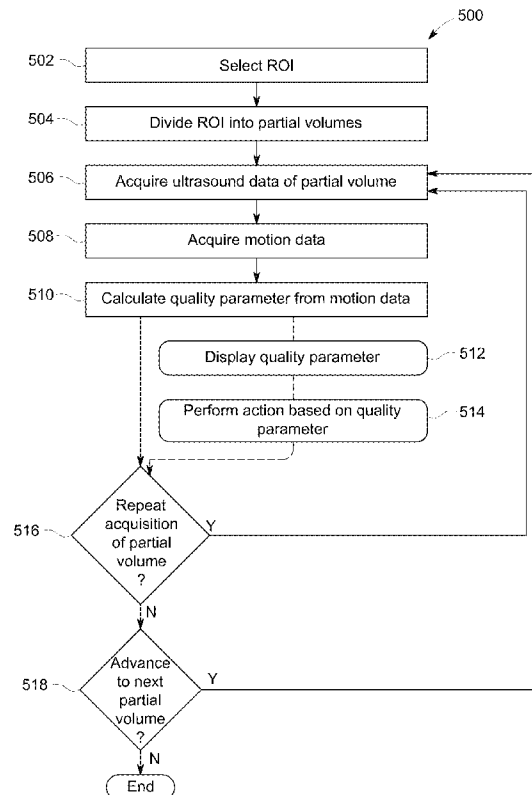 500
502
Select ROI
504
Divide ROI into partial volumes
506
Acquire ultrasound data of partial volume
508
Acquire motion data
510
Calculate quality parameter from motion data
Display quality parameter
512
Perform action based on quality
parameter
514
516
Repeat
acquisition
of partial
volume
?
Y
N
518
Advance
to next
partial
volume
?
Y
N
End